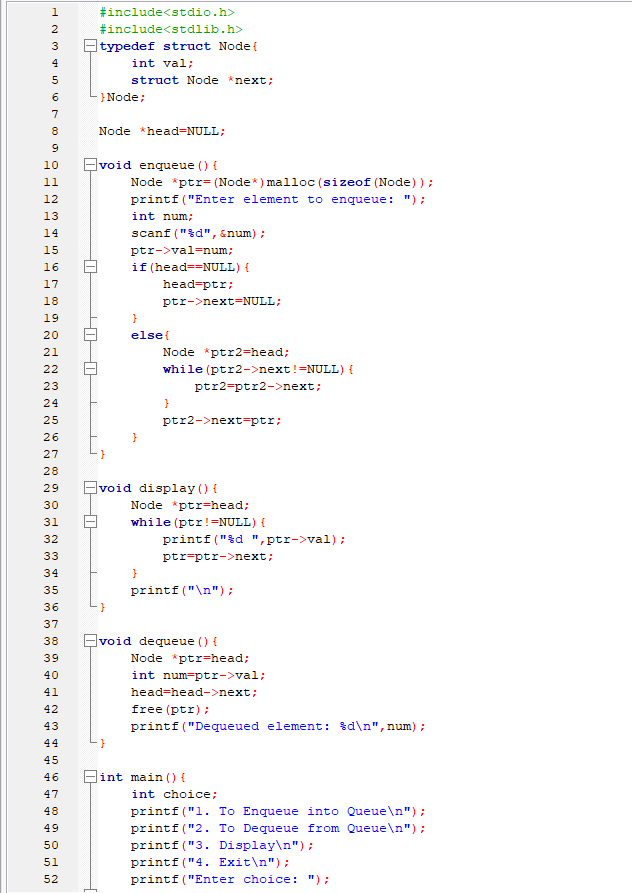 1 #include<stdio.h>
2 #include<stdlib.h>
3 typedef struct Node{
4 int val;
5 struct Node *next;
6 }Node;
7
8 Node *head=NULL;
9
10 void enqueue(){
11 Node *ptr=(Node*)malloc(sizeof(Node));
12 printf("Enter element to enqueue: ");
13 int num;
14 scanf("%d",&num);
15 ptr->val=num;
16 if(head==NULL){
17 head=ptr;
18 ptr->next=NULL;
19 }
20 else{
21 Node *ptr2=head;
22 while(ptr2->next!=NULL){
23 ptr2=ptr2->next;
24 }
25 ptr2->next=ptr;
26 }
27 }
28
29 void display(){
30 Node *ptr=head;
31 while(ptr!=NULL){
32 printf("%d ",ptr->val);
33 ptr=ptr->next;
34 }
35 printf("\n");
36 }
37
38 void dequeue(){
39 Node *ptr=head;
40 int num=ptr->val;
41 head=head->next;
42 free(ptr);
43 printf("Dequeued element: %d\n",num);
44 }
45
46 int main(){
47 int choice;
48 printf("1. To Enqueue into Queue\n");
49 printf("2. To Dequeue from Queue\n");
50 printf("3. Display\n");
51 printf("4. Exit\n");
52 printf("Enter choice: ");